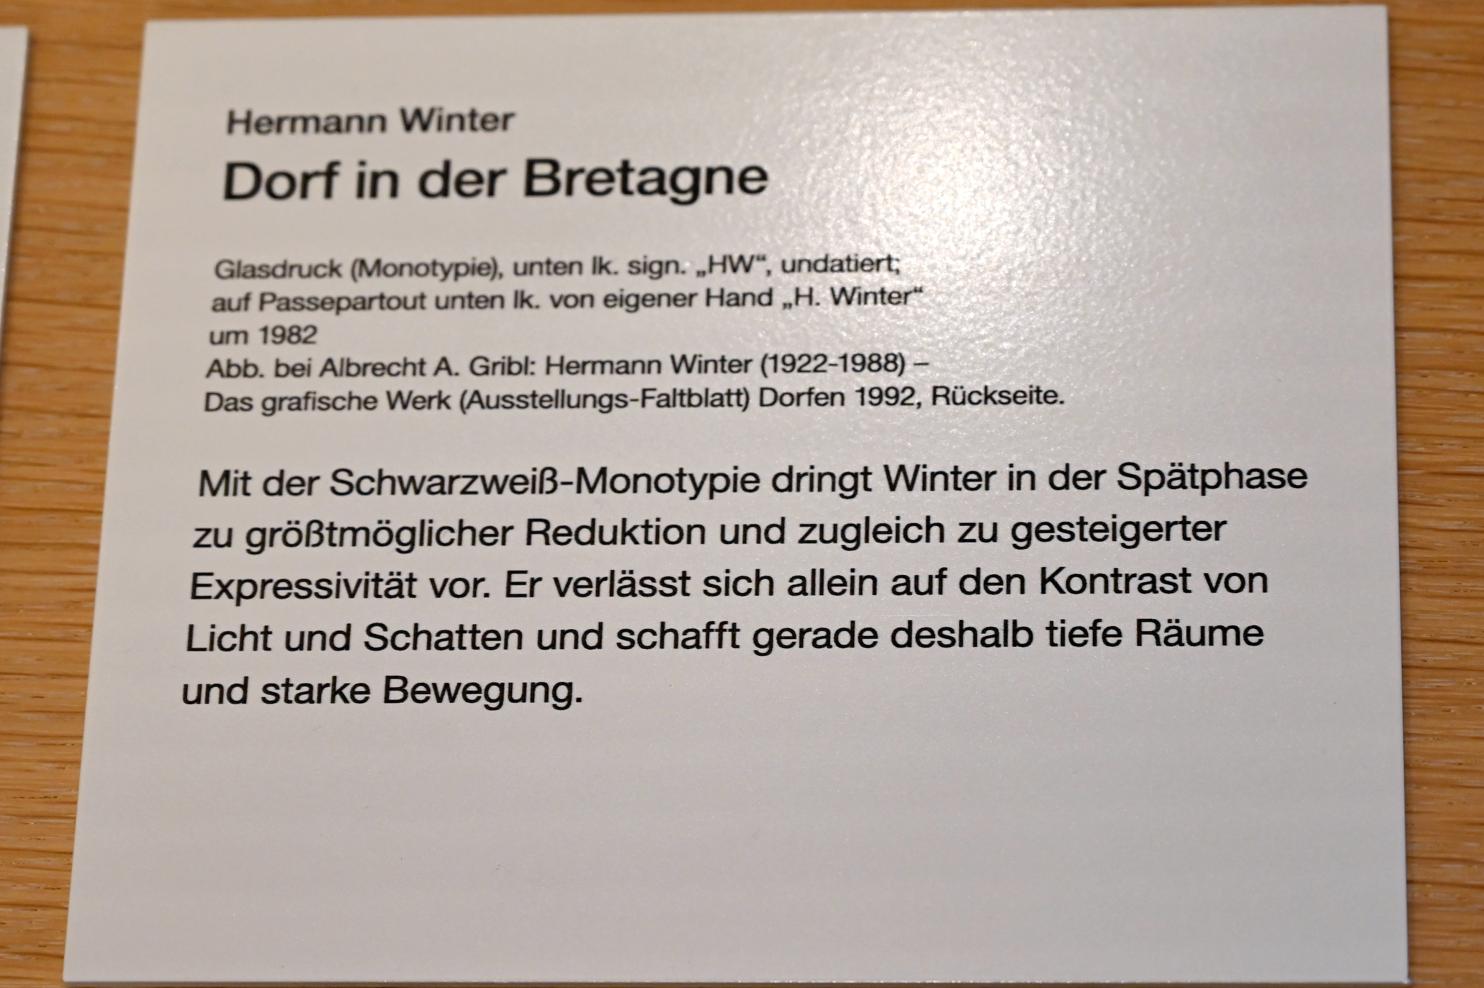 Hermann Winter
Dorf in der Bretagne
Glasdruck (Monotypie), unten lk. sign. „HW“, undatiert;
auf Passepartout unten lk. von eigener Hand „H. Winter“
um 1982
Abb. bei Albrecht A. Gribl: Hermann Winter (1922-1988) –
Das grafische Werk (Ausstellungs-Faltblatt) Dorfen 1992, Rückseite.
Mit der Schwarzweiß-Monotypie dringt Winter in der Spätphase
zu größtmöglicher Reduktion und zugleich zu gesteigerter
Expressivität vor. Er verlässt sich allein auf den Kontrast von
Licht und Schatten und schafft gerade deshalb tiefe Räume
und starke Bewegung.